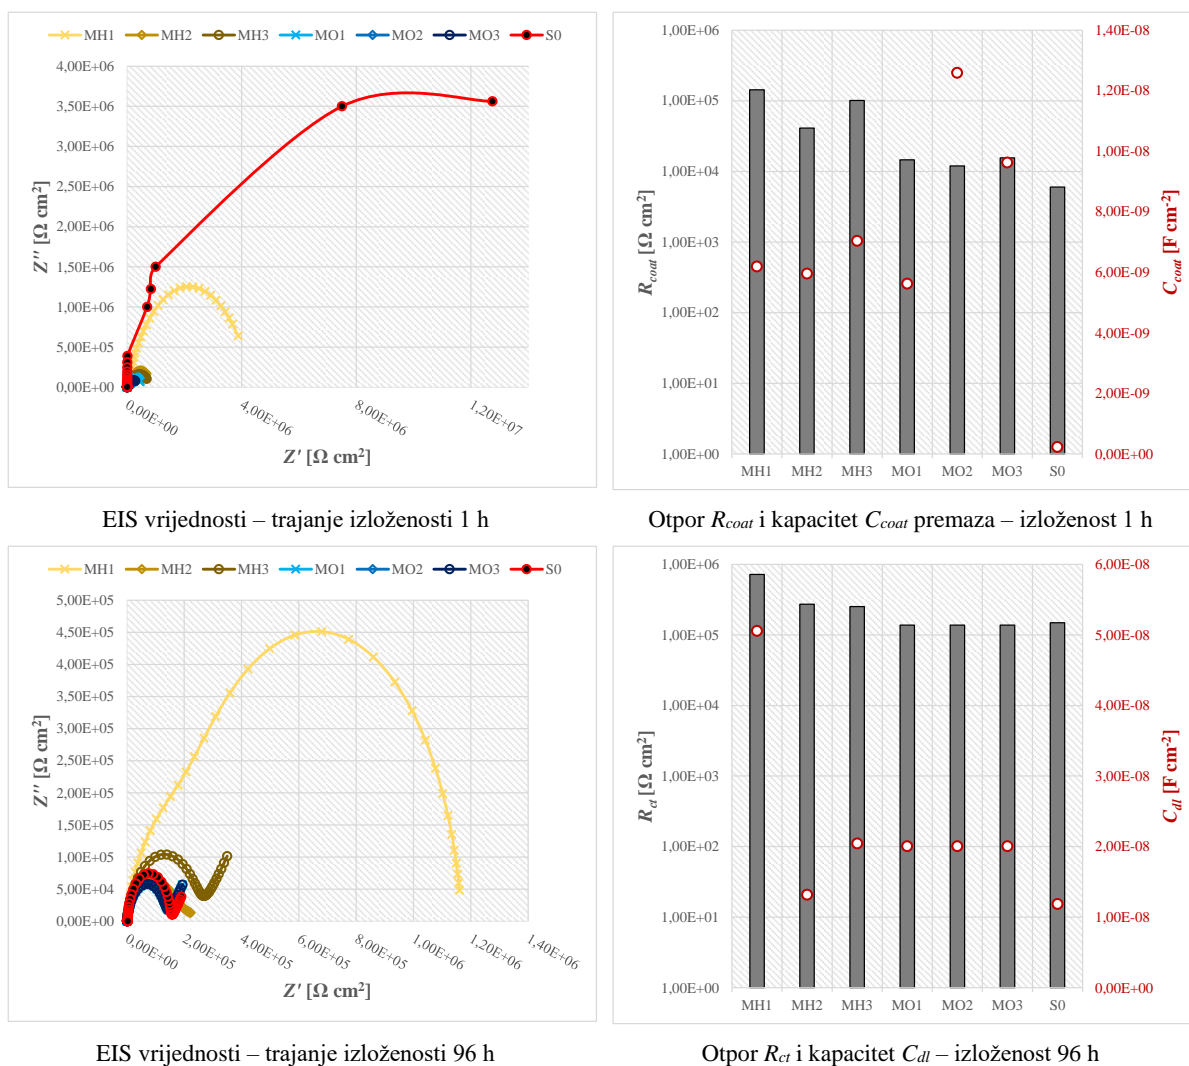 MH1 MH2 MH3 MO1 MO2 MO3 S0
4,00E+06
3,50E+06
3,00E+06
2,50E+06
2,00E+06
1,50E+06
1,00E+06
5,00E+05
0,00E+00
Z'' [Ω cm²]
0,00E+00 4,00E+06 8,00E+06 1,20E+07
Z' [Ω cm²]
1,00E+06
1,00E+05
1,00E+04
1,00E+03
1,00E+02
1,00E+01
1,00E+00
R_coat [Ω cm²]
1,40E-08
1,20E-08
1,00E-08
8,00E-09
6,00E-09
4,00E-09
2,00E-09
0,00E+00
C_coat [F cm⁻²]
MH1 MH2 MH3 MO1 MO2 MO3 S0
EIS vrijednosti – trajanje izloženosti 1 h
Otpor R_coat i kapacitet C_coat premaza – izloženost 1 h
MH1 MH2 MH3 MO1 MO2 MO3 S0
5,00E+05
4,50E+05
4,00E+05
3,50E+05
3,00E+05
2,50E+05
2,00E+05
1,50E+05
1,00E+05
5,00E+04
0,00E+00
Z'' [Ω cm²]
0,00E+00 2,00E+05 4,00E+05 6,00E+05 8,00E+05 1,00E+06 1,20E+06 1,40E+06
Z' [Ω cm²]
1,00E+06
1,00E+05
1,00E+04
1,00E+03
1,00E+02
1,00E+01
1,00E+00
R_ct [Ω cm²]
6,00E-08
5,00E-08
4,00E-08
3,00E-08
2,00E-08
1,00E-08
0,00E+00
C_dl [F cm⁻²]
MH1 MH2 MH3 MO1 MO2 MO3 S0
EIS vrijednosti – trajanje izloženosti 96 h
Otpor R_ct i kapacitet C_dl – izloženost 96 h